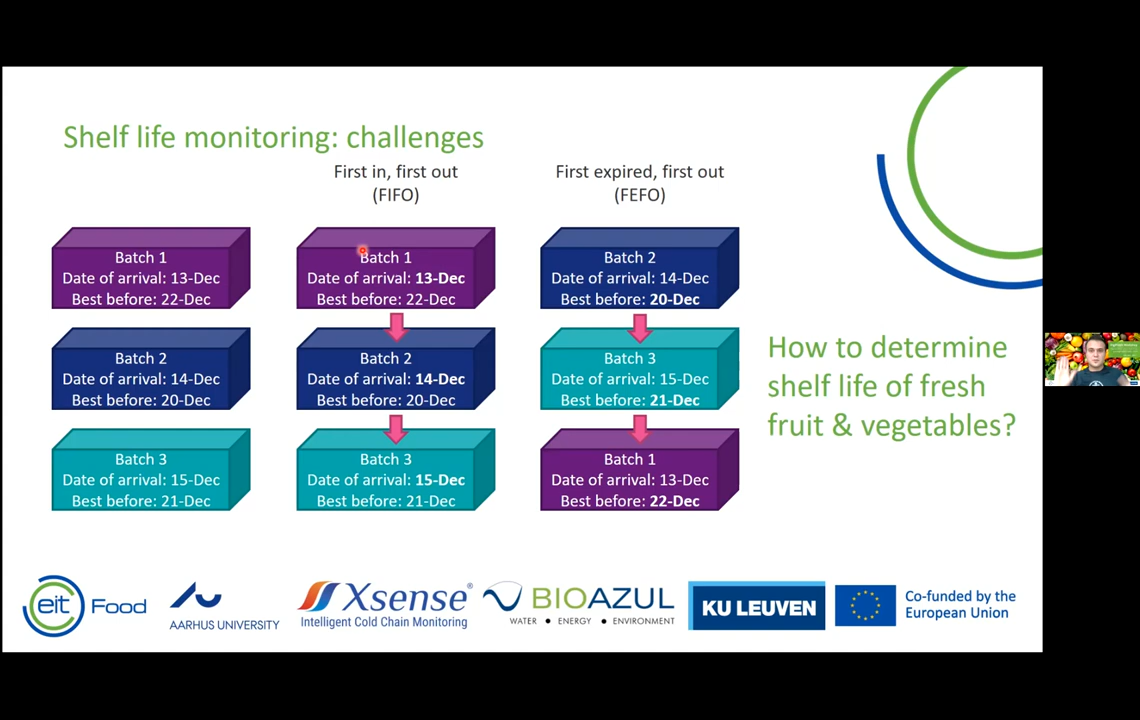 Shelf life monitoring: challenges
First in, first out
(FIFO)
First expired, first out
(FEFO)
Batch 1
Date of arrival: 13-Dec
Best before: 22-Dec
Batch 2
Date of arrival: 14-Dec
Best before: 20-Dec
Batch 3
Date of arrival: 15-Dec
Best before: 21-Dec
Batch 1
Date of arrival: 13-Dec
Best before: 22-Dec
Batch 2
Date of arrival: 14-Dec
Best before: 20-Dec
Batch 3
Date of arrival: 15-Dec
Best before: 21-Dec
Batch 2
Date of arrival: 14-Dec
Best before: 20-Dec
Batch 3
Date of arrival: 15-Dec
Best before: 21-Dec
Batch 1
Date of arrival: 13-Dec
Best before: 22-Dec
How to determine
shelf life of fresh
fruit & vegetables?
eit Food
AARHUS UNIVERSITY
Xsense®
Intelligent Cold Chain Monitoring
BIOAZUL
WATER • ENERGY • ENVIRONMENT
KU LEUVEN
Co-funded by the
European Union